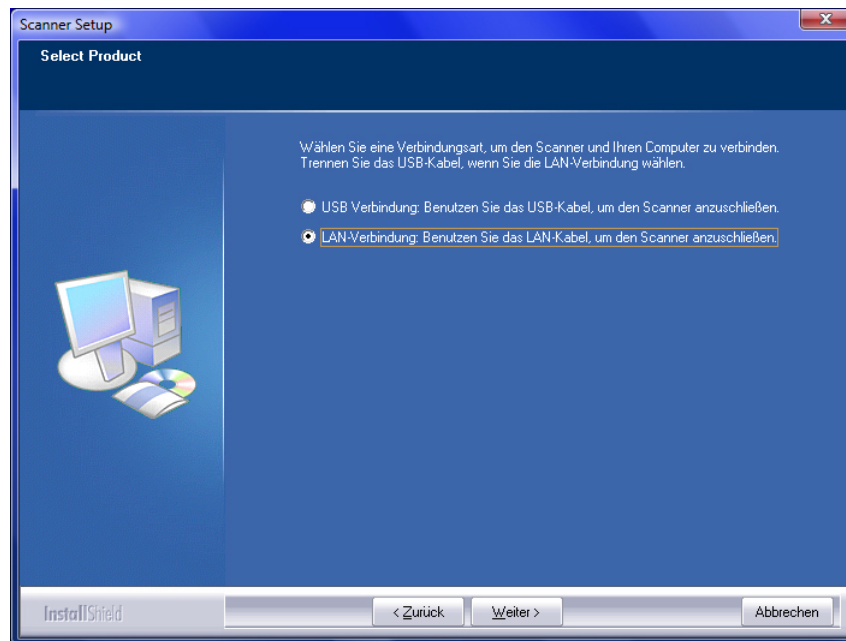 Scanner Setup
Select Product
Wählen Sie eine Verbindungsart, um den Scanner und Ihren Computer zu verbinden.
Trennen Sie das USB-Kabel, wenn Sie die LAN-Verbindung wählen.
USB Verbindung: Benutzen Sie das USB-Kabel, um den Scanner anzuschließen.
LAN-Verbindung: Benutzen Sie das LAN-Kabel, um den Scanner anzuschließen.
InstallShield
< Zurück Weiter > Abbrechen